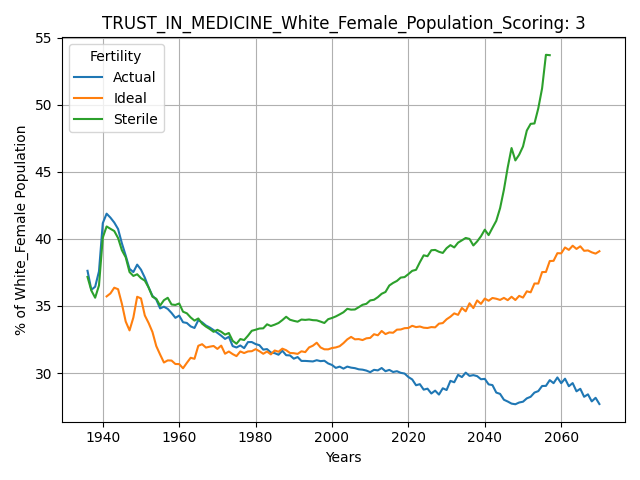 TRUST_IN_MEDICINE_White_Female_Population_Scoring: 3
Fertility
Actual
Ideal
Sterile
% of White_Female Population
55
50
45
40
35
30
1940 1960 1980 2000 2020 2040 2060
Years